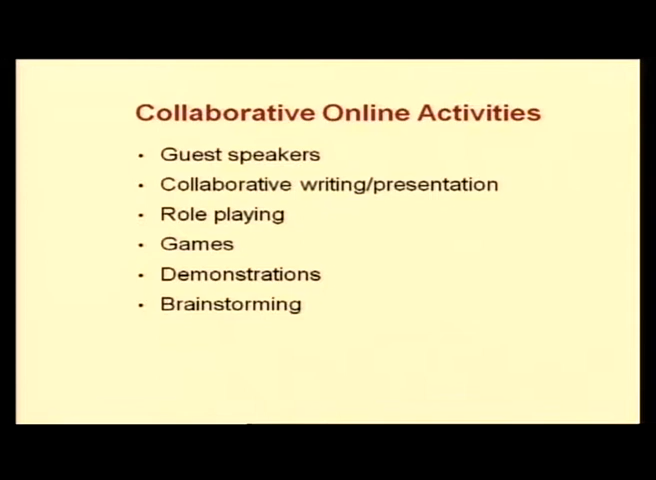 Collaborative Online Activities
• Guest speakers
• Collaborative writing/presentation
• Role playing
• Games
• Demonstrations
• Brainstorming